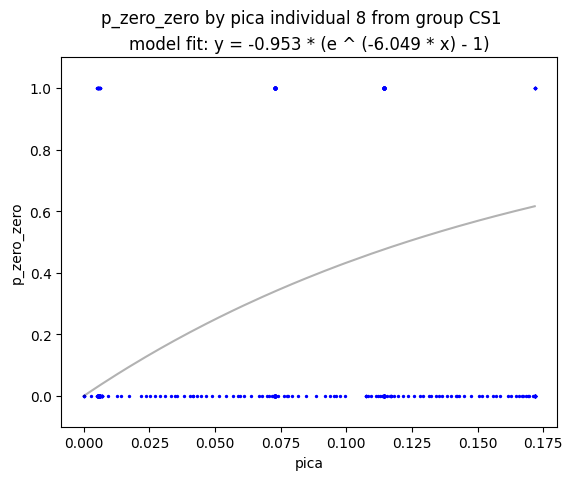 p_zero_zero by pica individual 8 from group CS1
model fit: y = -0.953 * (e ^ (-6.049 * x) - 1)
1.0
0.8
0.6
0.4
0.2
0.0
p_zero_zero
0.000 0.025 0.050 0.075 0.100 0.125 0.150 0.175
pica